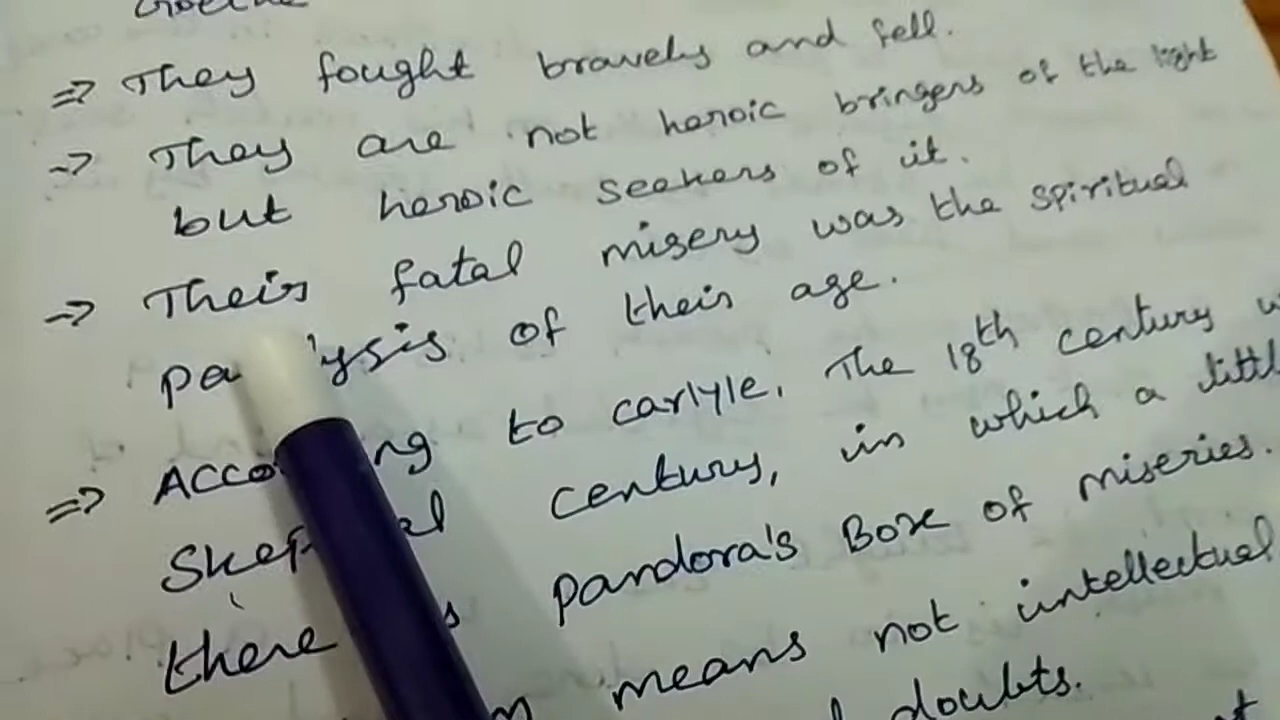 Goethe
=> They fought bravely and fell.
-> They are not heroic bringers of the light
but heroic seekers of it.
=> Their fatal misery was the spiritual
of their age.
=> to carlyle, The 18th century
century, in which a
there Pandora's Box of miseries.
means not intellectual
doubts.